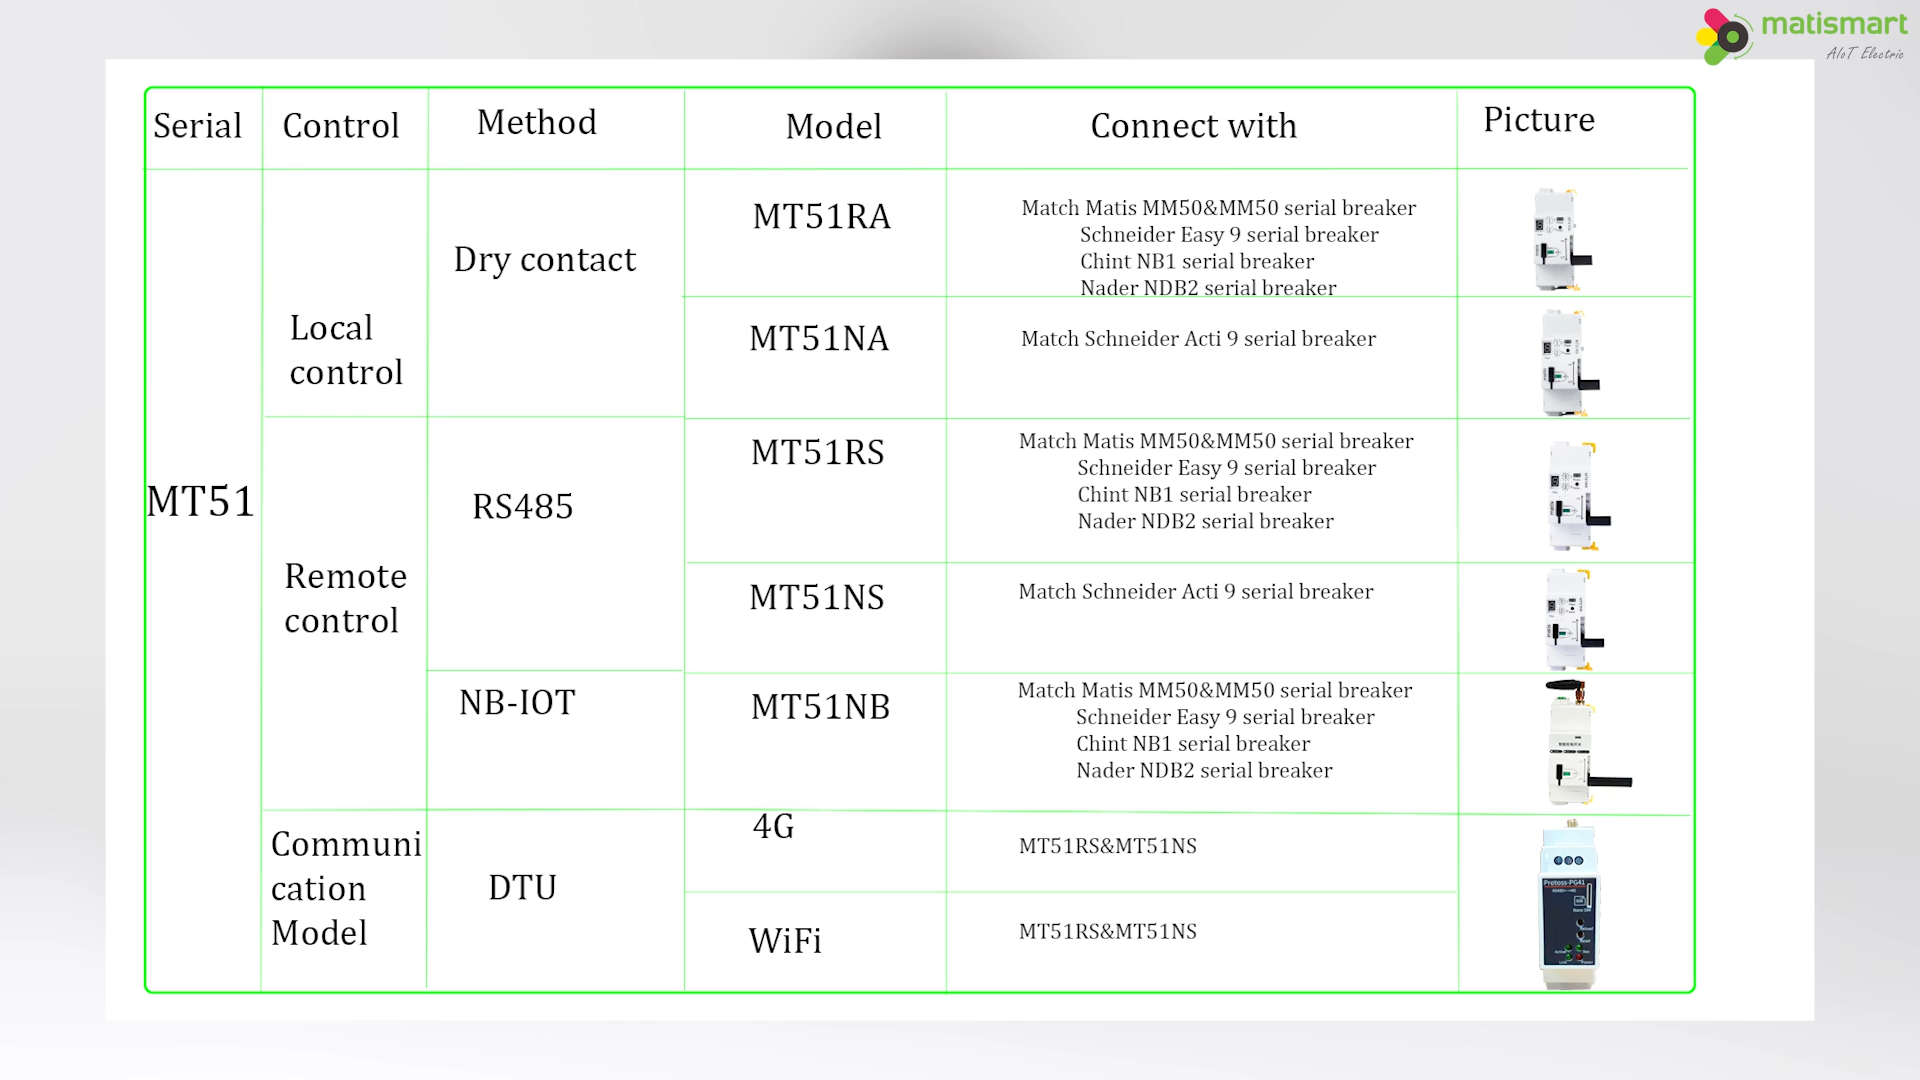 matismart
AIoT Electric
Serial
Control
Method
Model
Connect with
Picture
MT51
Local
control
Dry contact
MT51RA
Match Matis MM50&MM50 serial breaker
Schneider Easy 9 serial breaker
Chint NB1 serial breaker
Nader NDB2 serial breaker
MT51NA
Match Schneider Acti 9 serial breaker
Remote
control
RS485
MT51RS
Match Matis MM50&MM50 serial breaker
Schneider Easy 9 serial breaker
Chint NB1 serial breaker
Nader NDB2 serial breaker
MT51NS
Match Schneider Acti 9 serial breaker
NB-IOT
MT51NB
Match Matis MM50&MM50 serial breaker
Schneider Easy 9 serial breaker
Chint NB1 serial breaker
Nader NDB2 serial breaker
Communi
cation
Model
DTU
4G
MT51RS&MT51NS
WiFi
MT51RS&MT51NS
Protoss-PG41